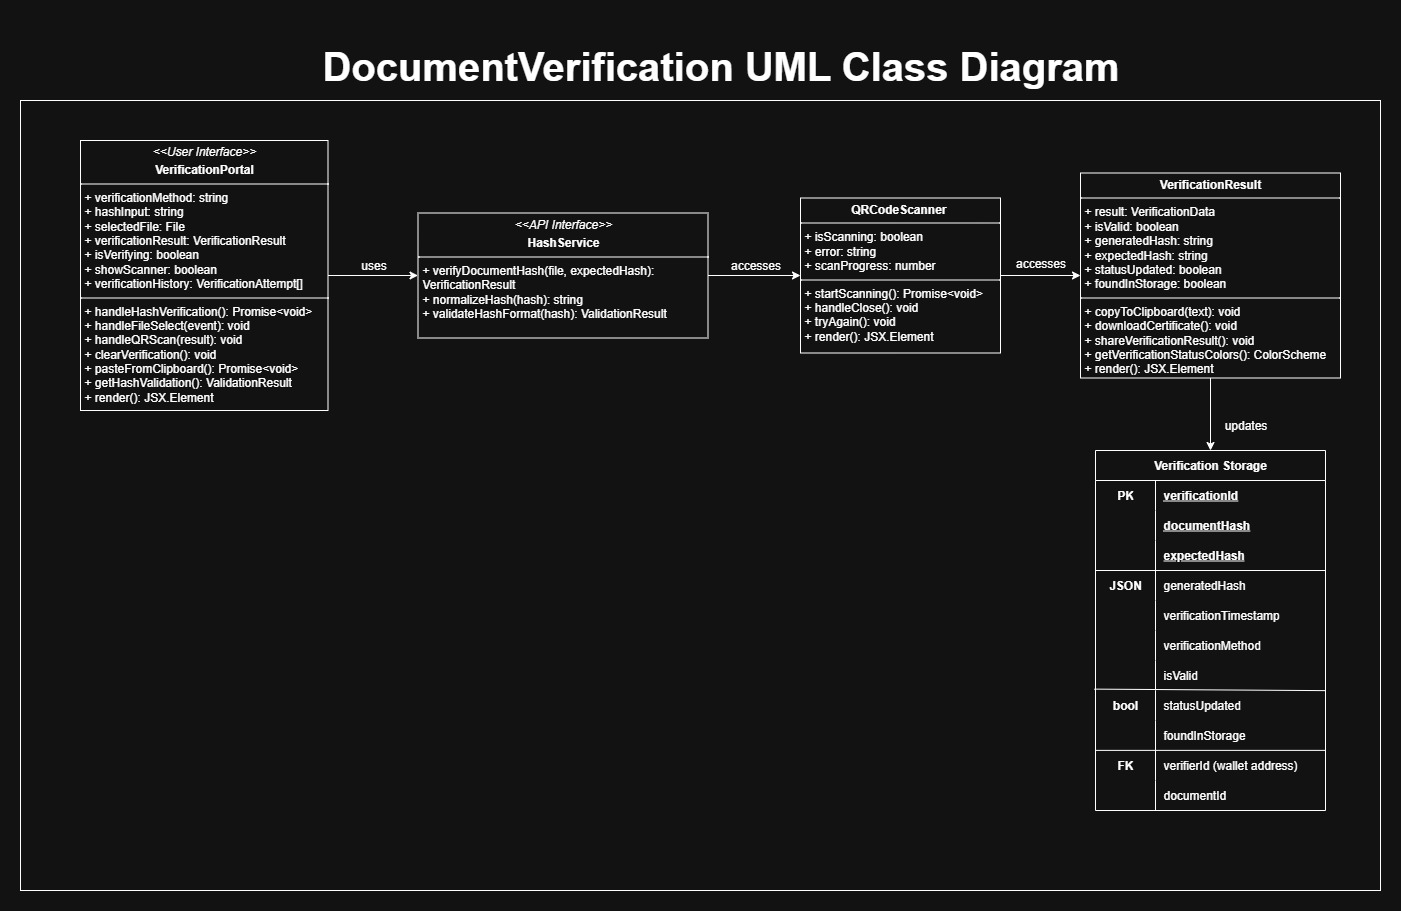 DocumentVerification UML Class Diagram
<<User Interface>>
VerificationPortal
+ verificationMethod: string
+ hashInput: string
+ selectedFile: File
+ verificationResult: VerificationResult
+ isVerifying: boolean
+ showScanner: boolean
+ verificationHistory: VerificationAttempt[]
+ handleHashVerification(): Promise<void>
+ handleFileSelect(event): void
+ handleQRScan(result): void
+ clearVerification(): void
+ pasteFromClipboard(): Promise<void>
+ getHashValidation(): ValidationResult
+ render(): JSX.Element
uses
<<API Interface>>
HashService
+ verifyDocumentHash(file, expectedHash):
VerificationResult
+ normalizeHash(hash): string
+ validateHashFormat(hash): ValidationResult
accesses
QRCodeScanner
+ isScanning: boolean
+ error: string
+ scanProgress: number
+ startScanning(): Promise<void>
+ handleClose(): void
+ tryAgain(): void
+ render(): JSX.Element
accesses
VerificationResult
+ result: VerificationData
+ isValid: boolean
+ generatedHash: string
+ expectedHash: string
+ statusUpdated: boolean
+ foundInStorage: boolean
+ copyToClipboard(text): void
+ downloadCertificate(): void
+ shareVerificationResult(): void
+ getVerificationStatusColors(): ColorScheme
+ render(): JSX.Element
updates
Verification Storage
PK verificationId
documentHash
expectedHash
JSON generatedHash
verificationTimestamp
verificationMethod
isValid
bool statusUpdated
foundInStorage
FK verifierId (wallet address)
documentId